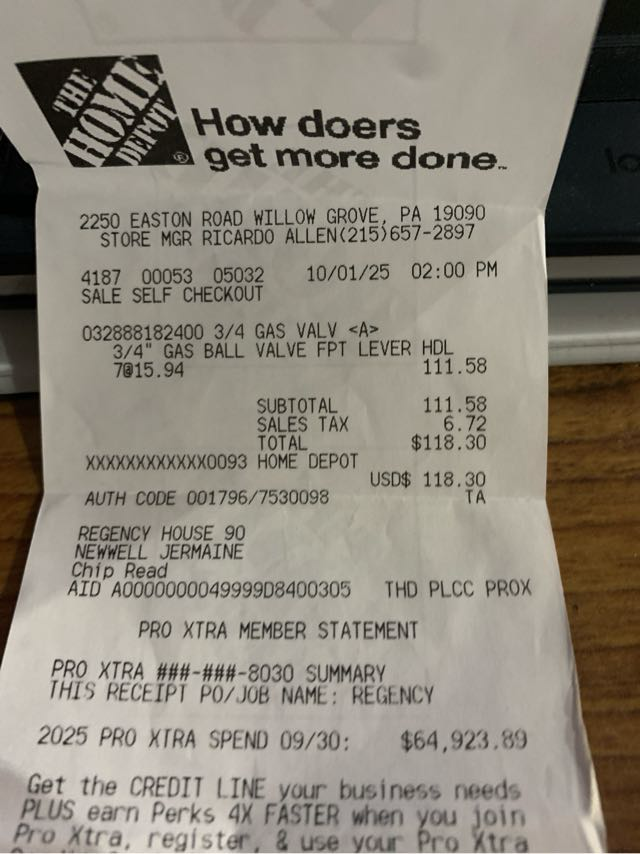 THE
HOME
DEPOT
®
How doers
get more done™
2250 EASTON ROAD WILLOW GROVE, PA 19090
STORE MGR RICARDO ALLEN(215)657-2897
4187 00053 05032 10/01/25 02:00 PM
SALE SELF CHECKOUT
032888182400 3/4 GAS VALV <A>
3/4" GAS BALL VALVE FPT LEVER HDL
7@15.94 111.58
SUBTOTAL 111.58
SALES TAX 6.72
TOTAL $118.30
XXXXXXXXXXXX0093 HOME DEPOT
USD$ 118.30
AUTH CODE 001796/7530098 TA
REGENCY HOUSE 90
NEWWELL JERMAINE
Chip Read
AID A0000000049999D8400305 THD PLCC PROX
PRO XTRA MEMBER STATEMENT
PRO XTRA ###-###-8030 SUMMARY
THIS RECEIPT PO/JOB NAME: REGENCY
2025 PRO XTRA SPEND 09/30: $64,923.89
Get the CREDIT LINE your business needs
PLUS earn Perks 4X FASTER when you join
Pro Xtra, register, & use your Pro Xtra